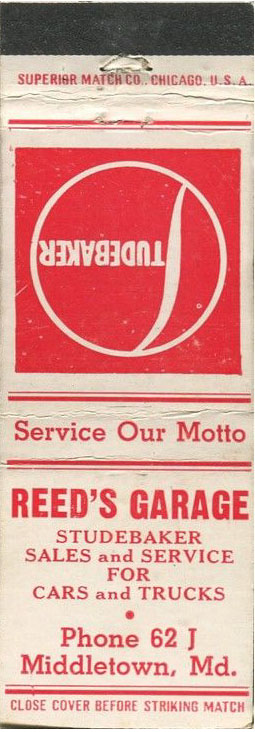 SUPERIOR MATCH CO., CHICAGO, U.S.A.
STUDEBAKER
Service Our Motto
REED'S GARAGE
STUDEBAKER
SALES and SERVICE
FOR
CARS and TRUCKS
•
Phone 62 J
Middletown, Md.
CLOSE COVER BEFORE STRIKING MATCH